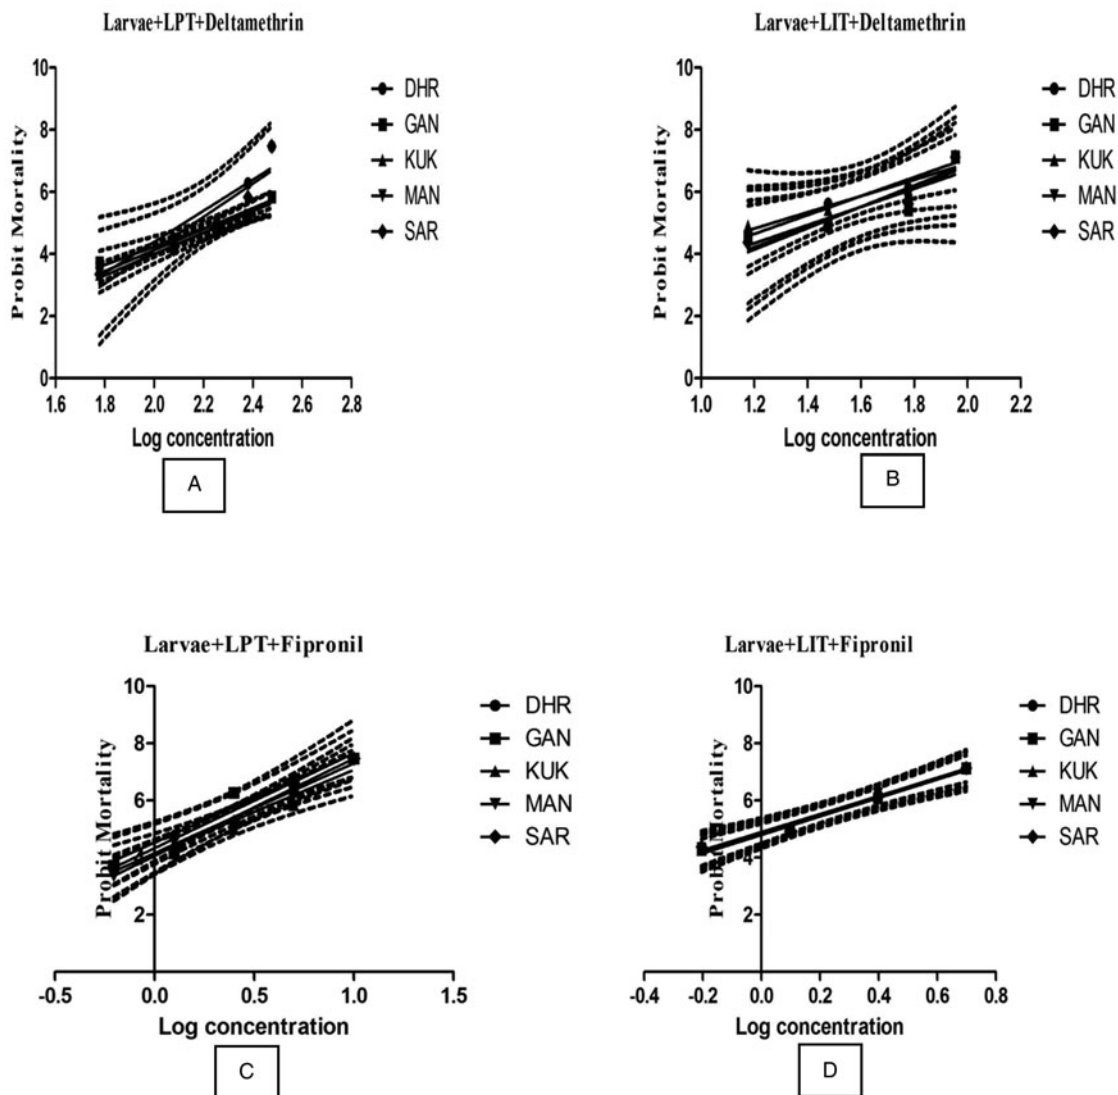 Larvae+LPT+Deltamethrin
10
8
6
4
2
0
Probit Mortality
1.6 1.8 2.0 2.2 2.4 2.6 2.8
Log concentration
DHR
GAN
KUK
MAN
SAR
A
Larvae+LIT+Deltamethrin
10
8
6
4
2
0
Probit Mortality
1.0 1.2 1.4 1.6 1.8 2.0 2.2
Log concentration
DHR
GAN
KUK
MAN
SAR
B
Larvae+LPT+Fipronil
10
8
6
4
2
Probit Mortality
-0.5 0.0 0.5 1.0 1.5
Log concentration
DHR
GAN
KUK
MAN
SAR
C
Larvae+LIT+Fipronil
10
8
6
4
2
Probit Mortality
-0.4 -0.2 0.0 0.2 0.4 0.6 0.8
Log concentration
DHR
GAN
KUK
MAN
SAR
D